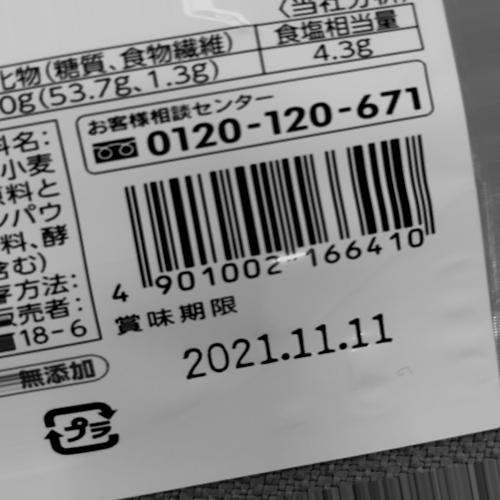 〈当社分析〉
化物(糖質、食物繊維)
食塩相当量
0g(53.7g、1.3g)
4.3g
お客様相談センター
0120-120-671
料名:
小麦
原料と
ンパウ
料、酵
含む)
存方法:
販売者:
18-6
無添加
4 901002 166410
賞味期限
2021.11.11
プラ